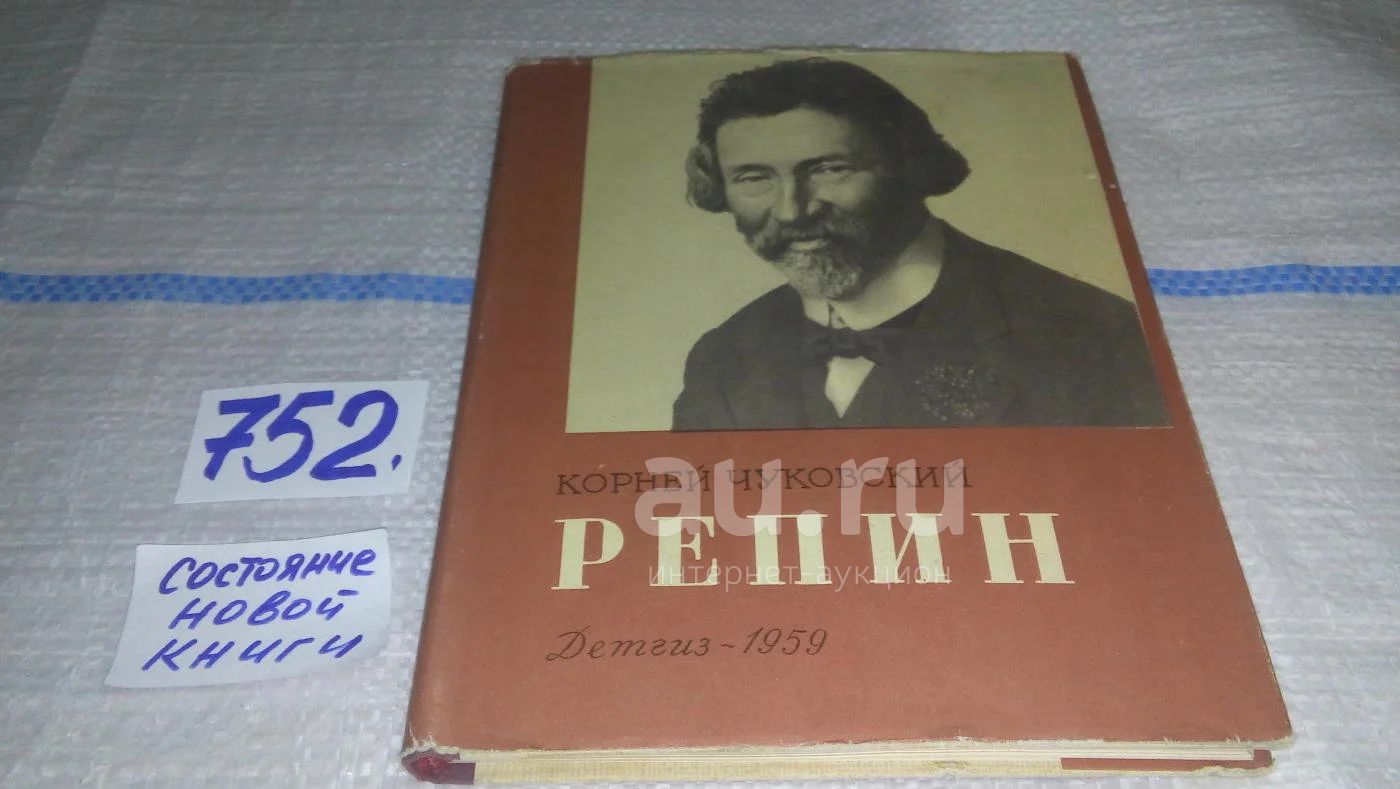 КОРНЕЙ ЧУКОВСКИЙ
РЕПИН
Детгиз ~ 1959
752.
состояние
новой
книги
au.ru
интернет-аукцион